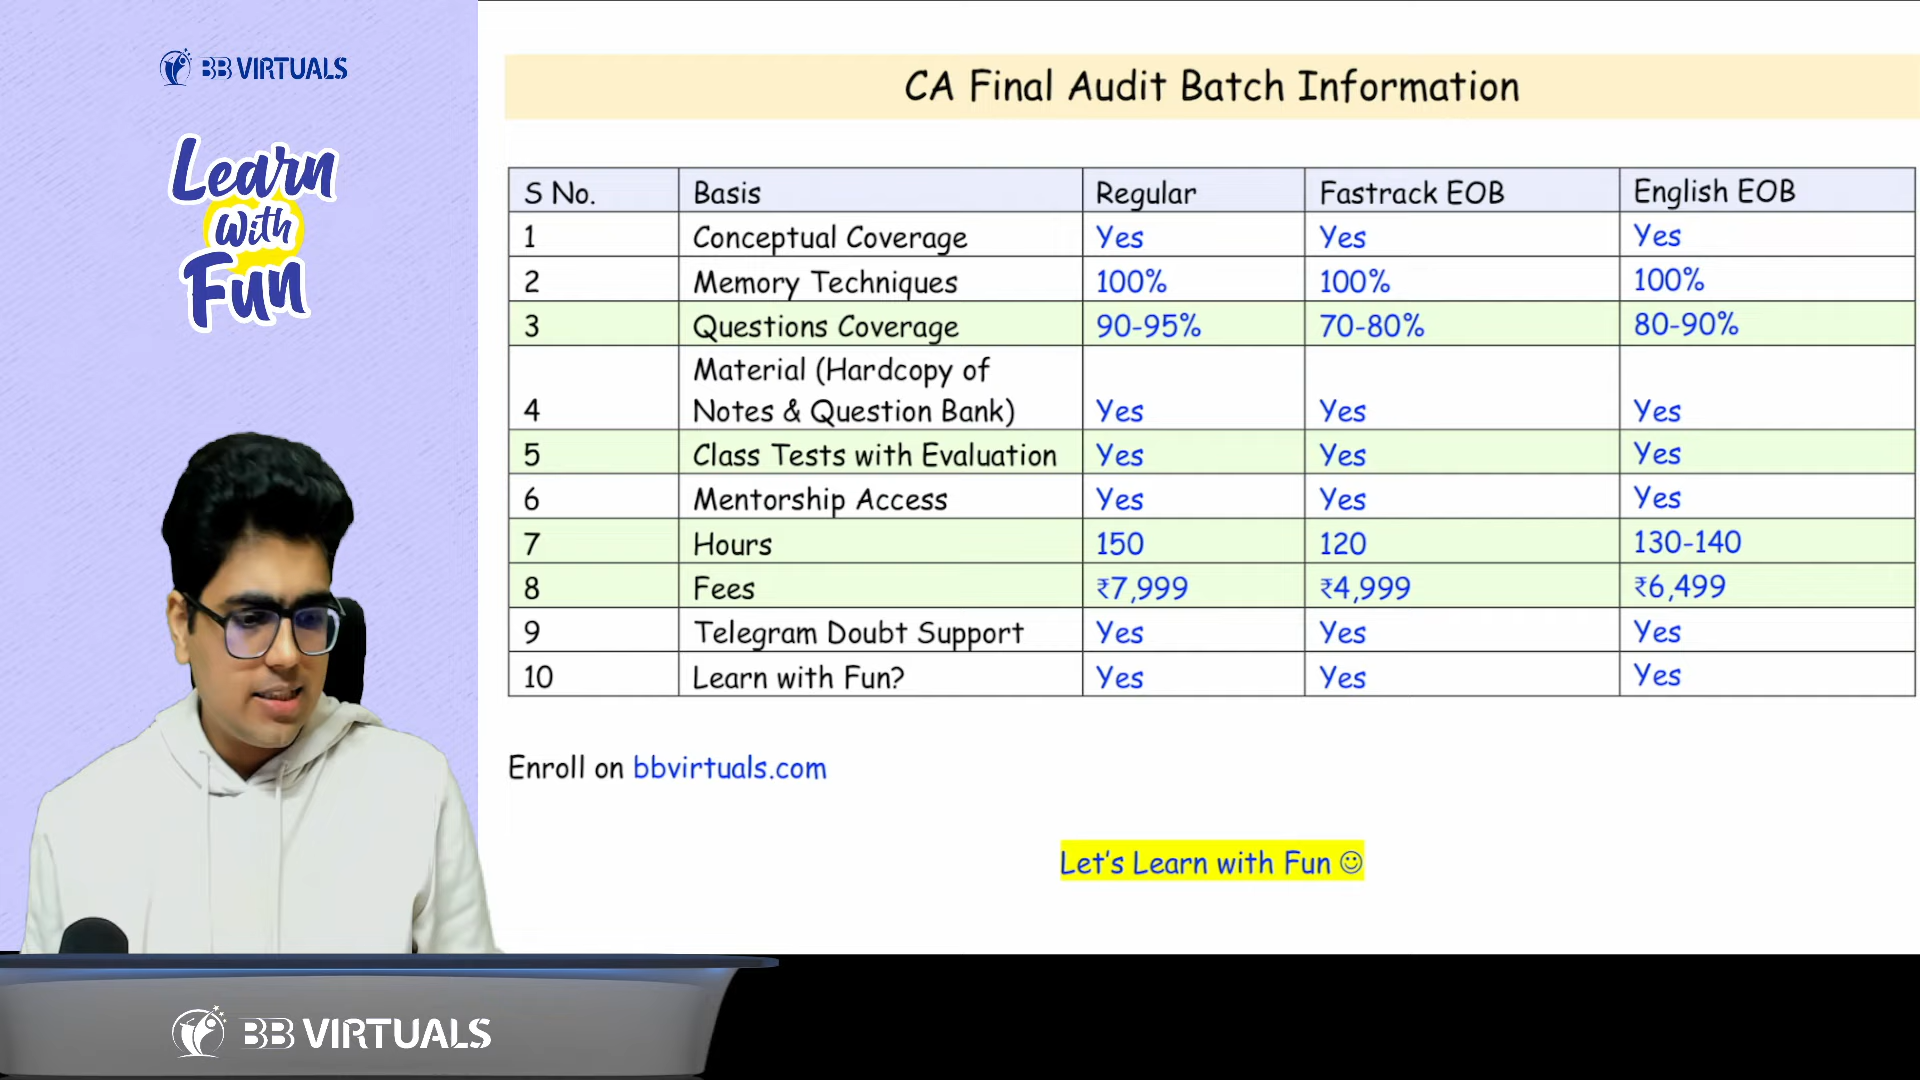 BB VIRTUALS
Learn
With
Fun
CA Final Audit Batch Information
S No. Basis Regular Fastrack EOB English EOB
1 Conceptual Coverage Yes Yes Yes
2 Memory Techniques 100% 100% 100%
3 Questions Coverage 90-95% 70-80% 80-90%
4 Material (Hardcopy of
Notes & Question Bank) Yes Yes Yes
5 Class Tests with Evaluation Yes Yes Yes
6 Mentorship Access Yes Yes Yes
7 Hours 150 120 130-140
8 Fees ₹7,999 ₹4,999 ₹6,499
9 Telegram Doubt Support Yes Yes Yes
10 Learn with Fun? Yes Yes Yes
Enroll on bbvirtuals.com
Let's Learn with Fun ☺
BB VIRTUALS